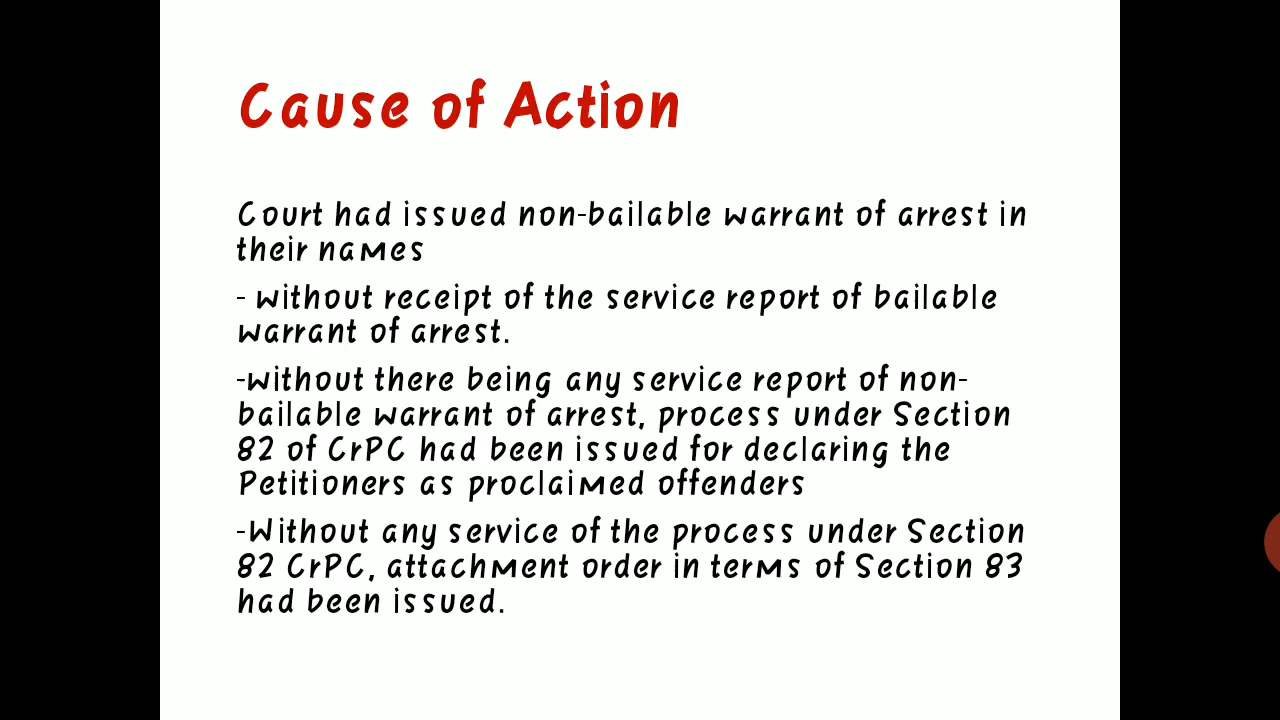 Cause of Action
Court had issued non-bailable warrant of arrest in
their names
- without receipt of the service report of bailable
warrant of arrest.
-without there being any service report of non-
bailable warrant of arrest, process under Section
82 of CrPC had been issued for declaring the
Petitioners as proclaimed offenders
-Without any service of the process under Section
82 CrPC, attachment order in terms of Section 83
had been issued.